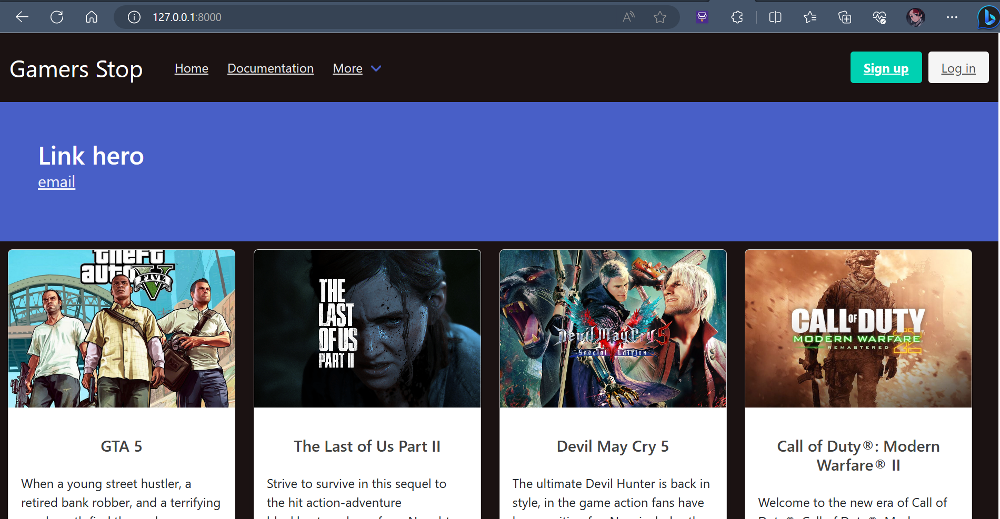 127.0.0.1:8000
Gamers Stop
Home
Documentation
More
Sign up
Log in
Link hero
email
theft
auto
FIVE
V
THE
LAST
OF US
PART II
Devil May Cry 5
Special Edition
CALL OF DUTY
MODERN WARFARE
REMASTERED
2
GTA 5
The Last of Us Part II
Devil May Cry 5
Call of Duty®: Modern
Warfare® II
When a young street hustler, a
retired bank robber, and a terrifying
Strive to survive in this sequel to
the hit action-adventure
The ultimate Devil Hunter is back in
style, in the game action fans have
Welcome to the new era of Call of